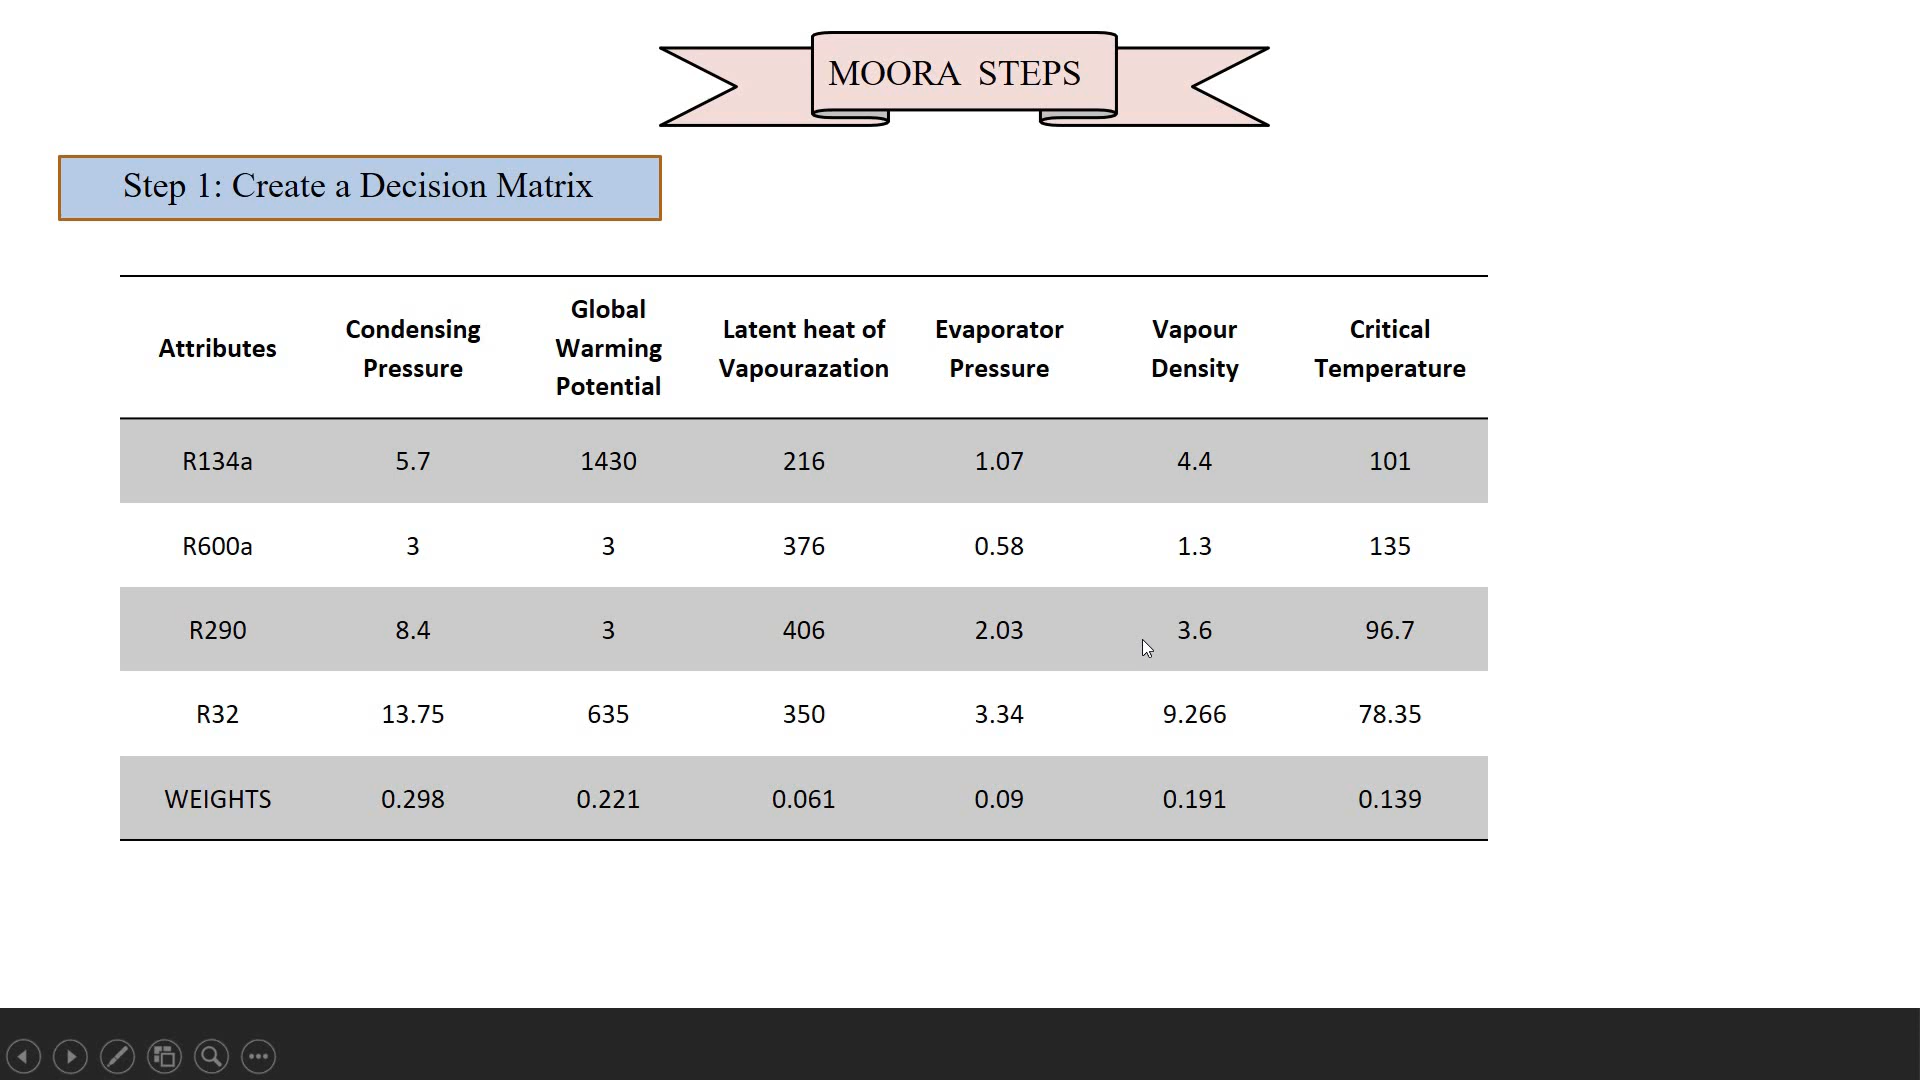 MOORA STEPS
Step 1: Create a Decision Matrix
Attributes Condensing Pressure Global Warming Potential Latent heat of Vapourazation Evaporator Pressure Vapour Density Critical Temperature
R134a 5.7 1430 216 1.07 4.4 101
R600a 3 3 376 0.58 1.3 135
R290 8.4 3 406 2.03 3.6 96.7
R32 13.75 635 350 3.34 9.266 78.35
WEIGHTS 0.298 0.221 0.061 0.09 0.191 0.139